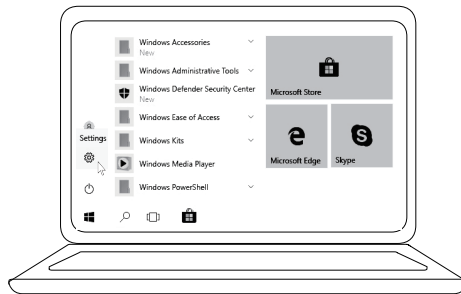 Windows Accessories
New
Windows Administrative Tools
Windows Defender Security Center
New
Windows Ease of Access
Settings
Windows Kits
Windows Media Player
Windows PowerShell
Microsoft Store
Microsoft Edge
Skype